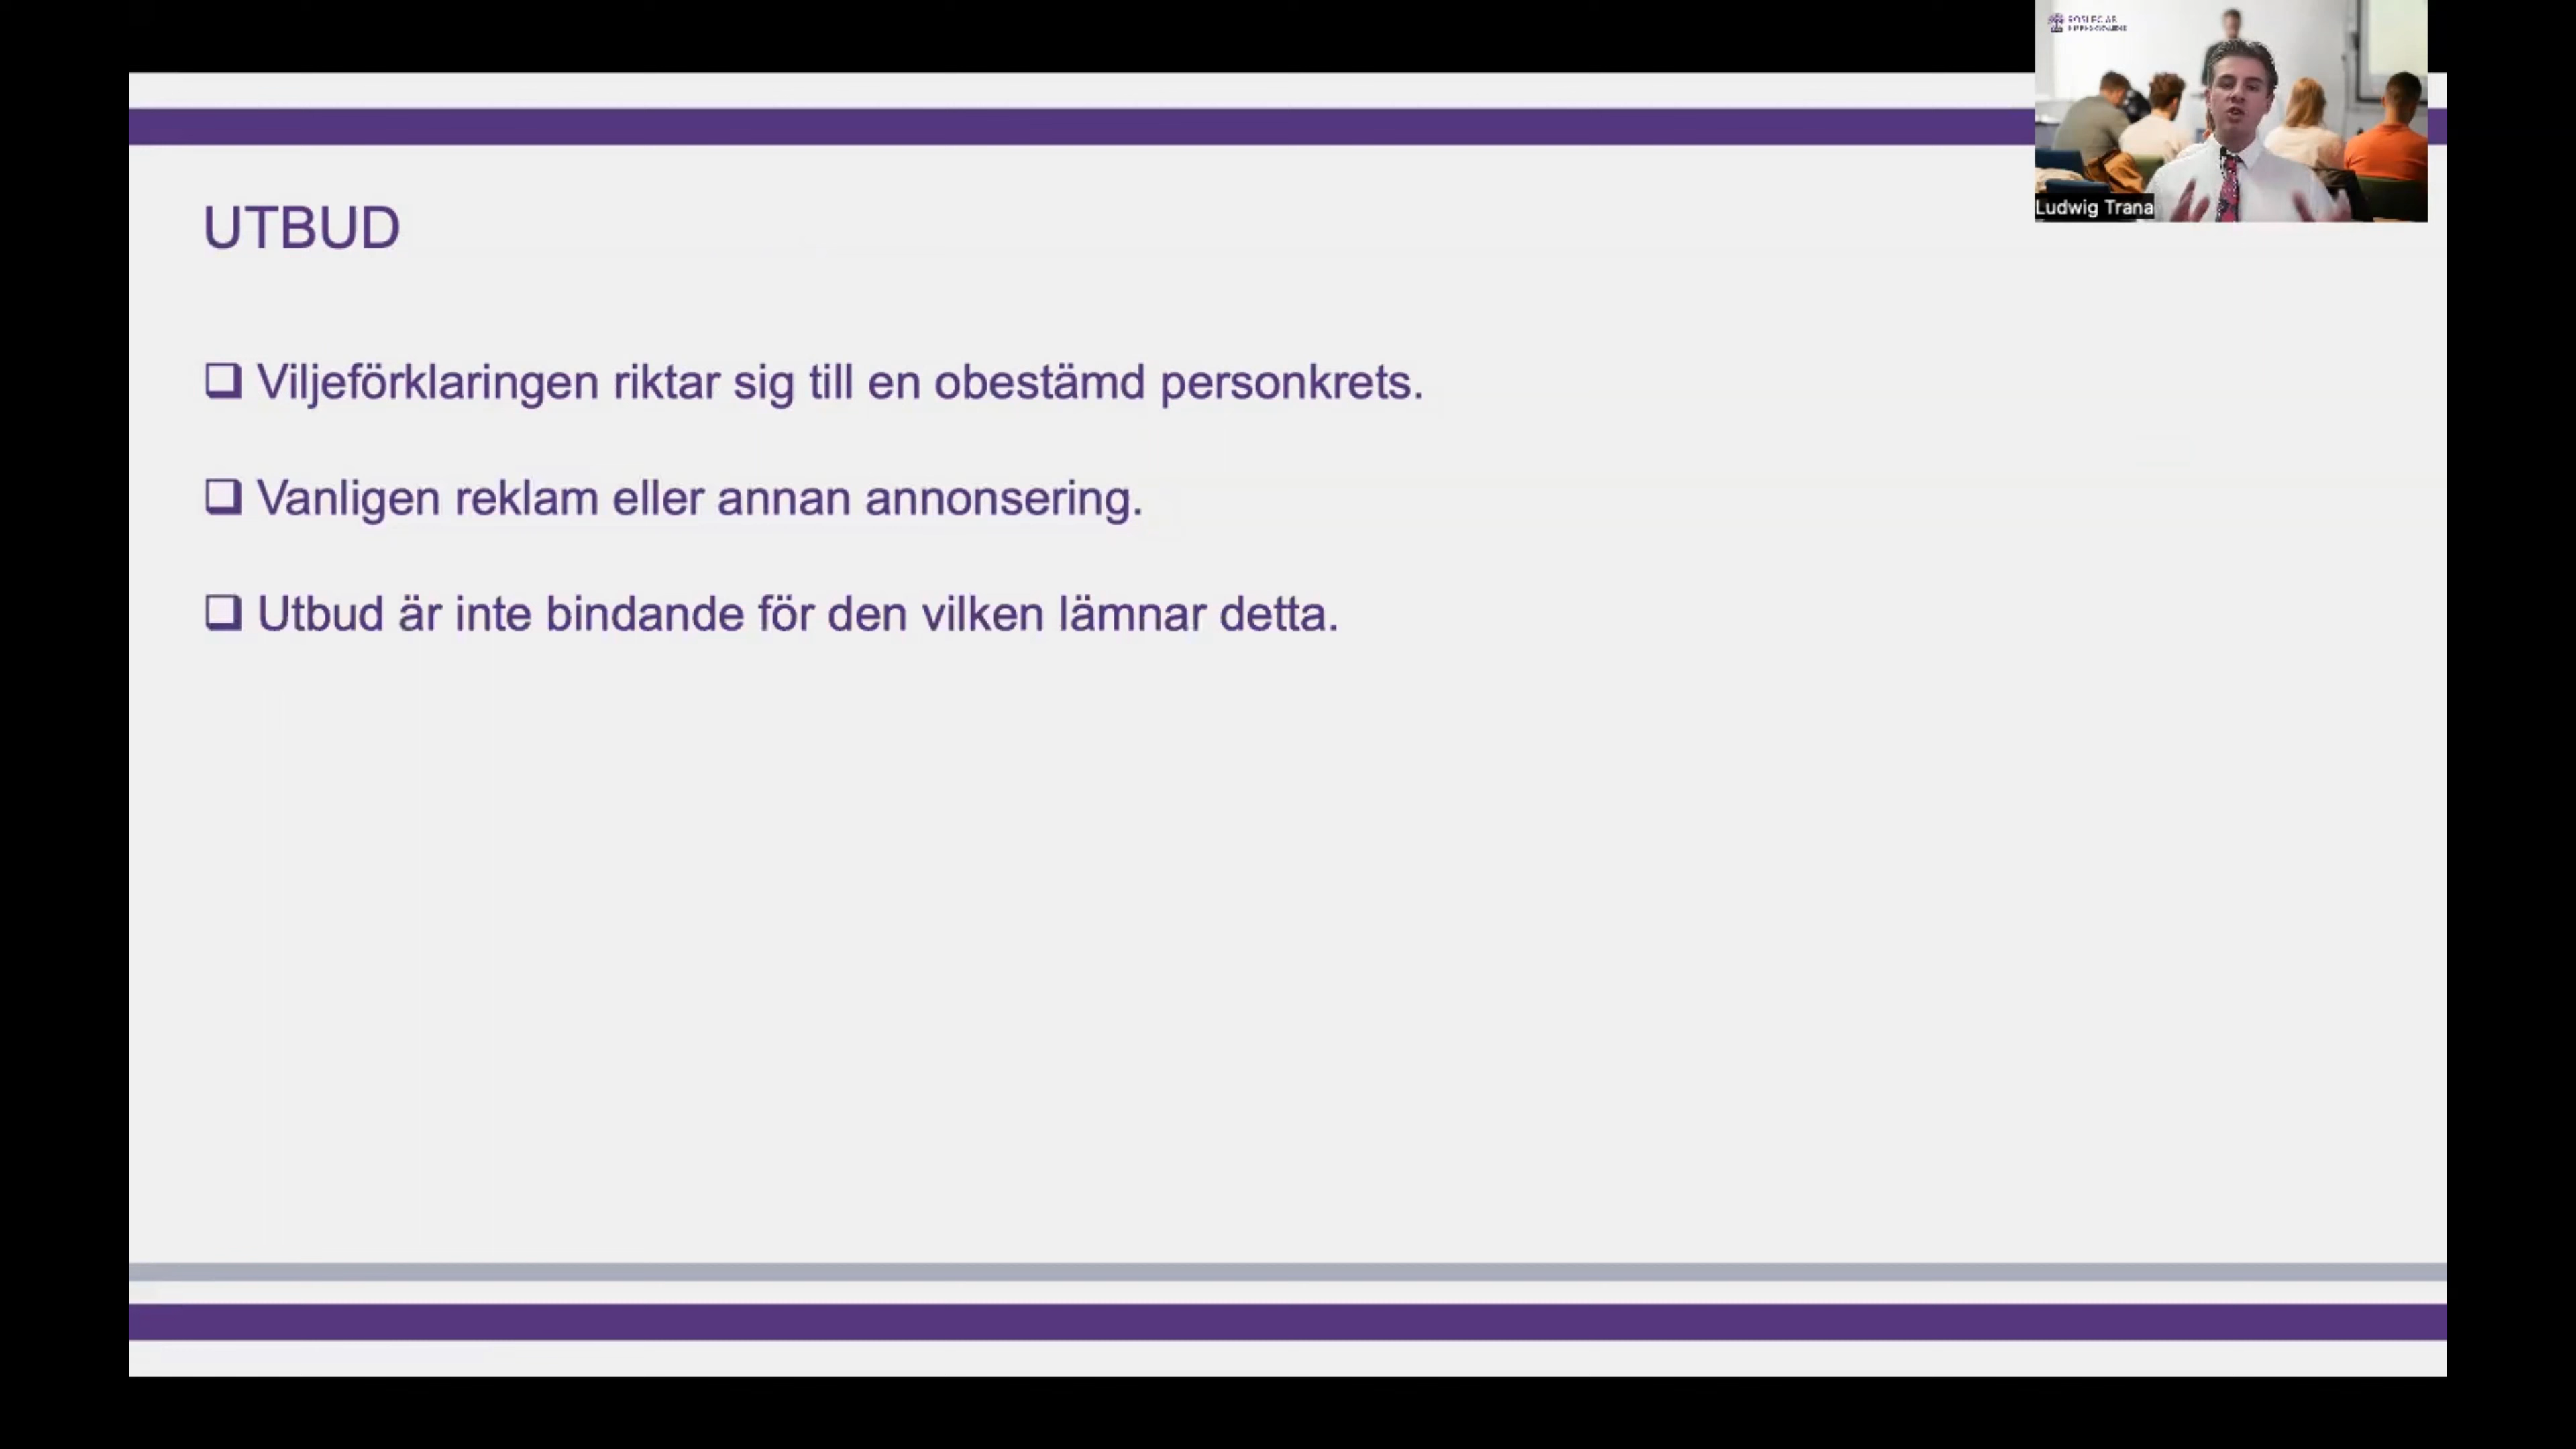 UTBUD
Viljeförklaringen riktar sig till en obestämd personkrets.
Vanligen reklam eller annan annonsering.
Utbud är inte bindande för den vilken lämnar detta.
Ludwig Trana